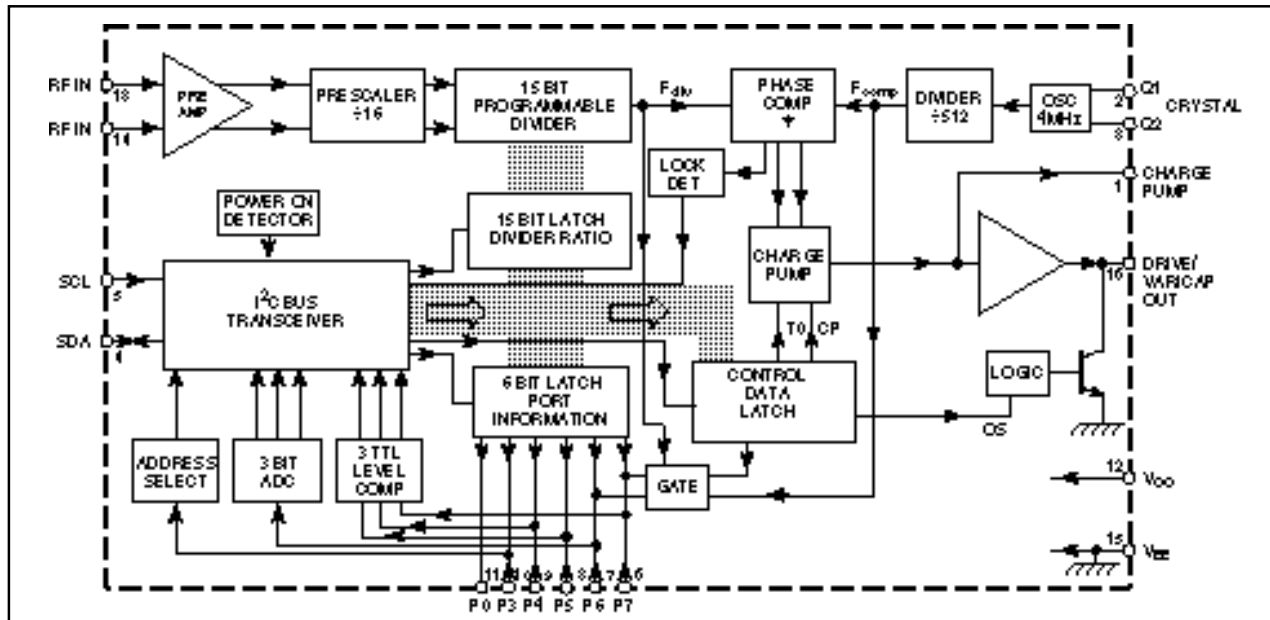 RF IN
13
PRE
AMP
PRESCALER
÷16
15 BIT
PROGRAMMABLE
DIVIDER
Fdiv
PHASE
COMP
Fcomp
DIVIDER
÷512
OSC
4MHz
Q1
2
CRYSTAL
Q2
3
RF IN
14
LOCK
DET
CHARGE
PUMP
1
POWER ON
DETECTOR
15 BIT LATCH
DIVIDER RATIO
CHARGE
PUMP
DRIVE/
VARICAP
OUT
16
SCL
5
I²C BUS
TRANSCEIVER
SDA
4
T0
CP
6 BIT LATCH
PORT
INFORMATION
CONTROL
DATA
LATCH
LOGIC
OS
ADDRESS
SELECT
3 BIT
ADC
3 TTL
LEVEL
COMP
GATE
12
VCC
15
VEE
11 10 9 8 7 6
P0 P3 P4 P5 P6 P7